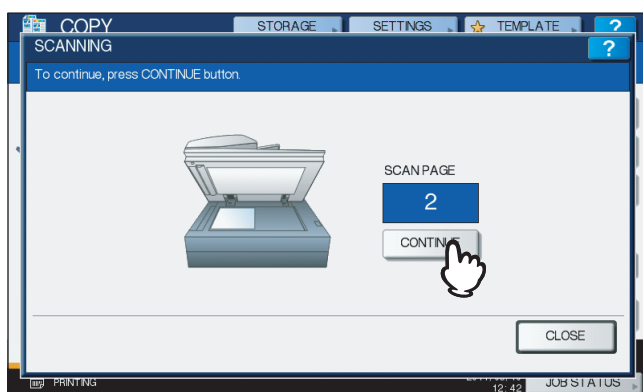 COPY STORAGE SETTINGS TEMPLATE ?
SCANNING ?
To continue, press CONTINUE button.
SCAN PAGE
2
CONTINUE
CLOSE
PRINTING
12:42 JOB STATUS